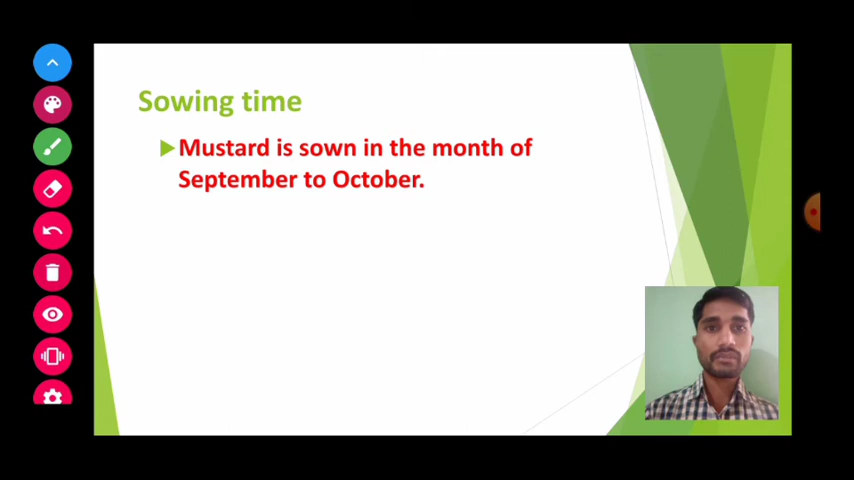 Sowing time
Mustard is sown in the month of
September to October.